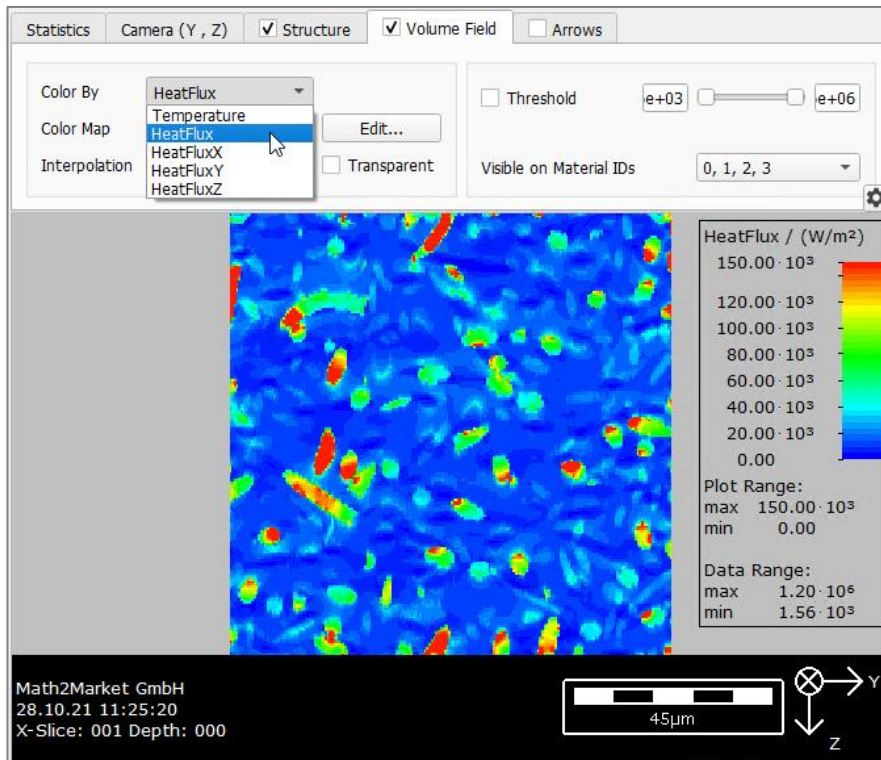 Statistics
Camera (Y , Z)
Structure
Volume Field
Arrows
Color By
HeatFlux
Temperature
HeatFlux
HeatFluxX
HeatFluxY
HeatFluxZ
Color Map
Edit...
Interpolation
Transparent
Threshold
e+03
e+06
Visible on Material IDs
0, 1, 2, 3
HeatFlux / (W/m²)
150.00·10³
120.00·10³
100.00·10³
80.00·10³
60.00·10³
40.00·10³
20.00·10³
0.00
Plot Range:
max 150.00·10³
min 0.00
Data Range:
max 1.20·10⁶
min 1.56·10³
Math2Market GmbH
28.10.21 11:25:20
X-Slice: 001 Depth: 000
45µm
Y
Z